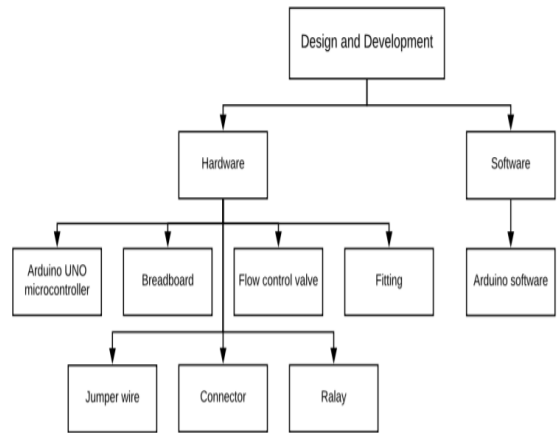 Design and Development
Hardware
Software
Arduino UNO
microcontroller
Breadboard
Flow control valve
Fitting
Arduino software
Jumper wire
Connector
Ralay